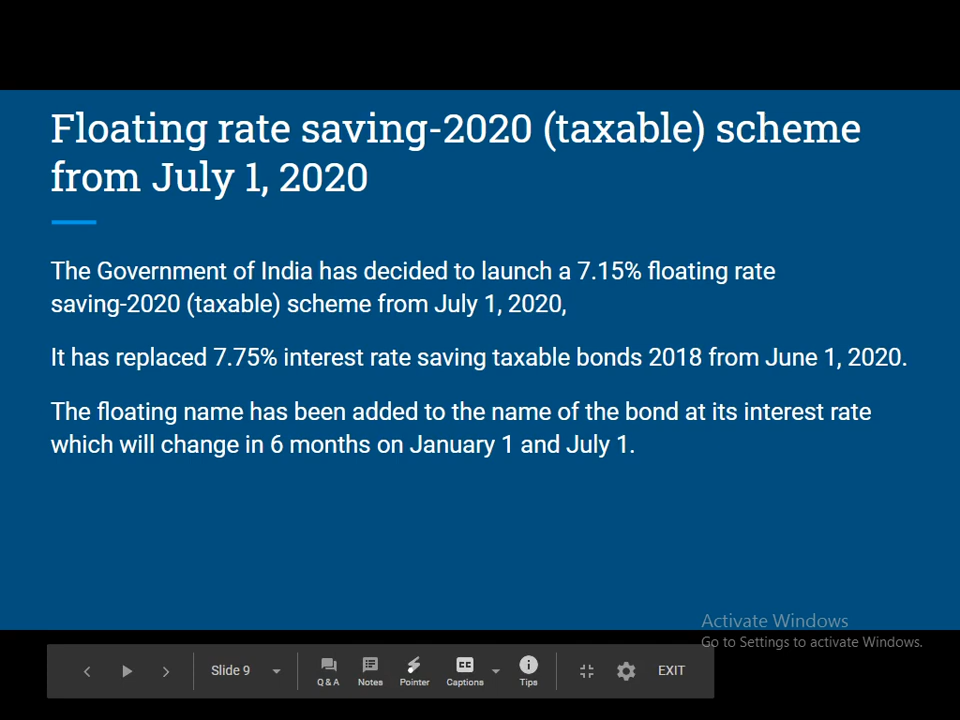 Floating rate saving-2020 (taxable) scheme
from July 1, 2020
The Government of India has decided to launch a 7.15% floating rate
saving-2020 (taxable) scheme from July 1, 2020,
It has replaced 7.75% interest rate saving taxable bonds 2018 from June 1, 2020.
The floating name has been added to the name of the bond at its interest rate
which will change in 6 months on January 1 and July 1.
Activate Windows
Go to Settings to activate Windows.
Slide 9
Q & A
Notes
Pointer
CC
Captions
Tips
EXIT